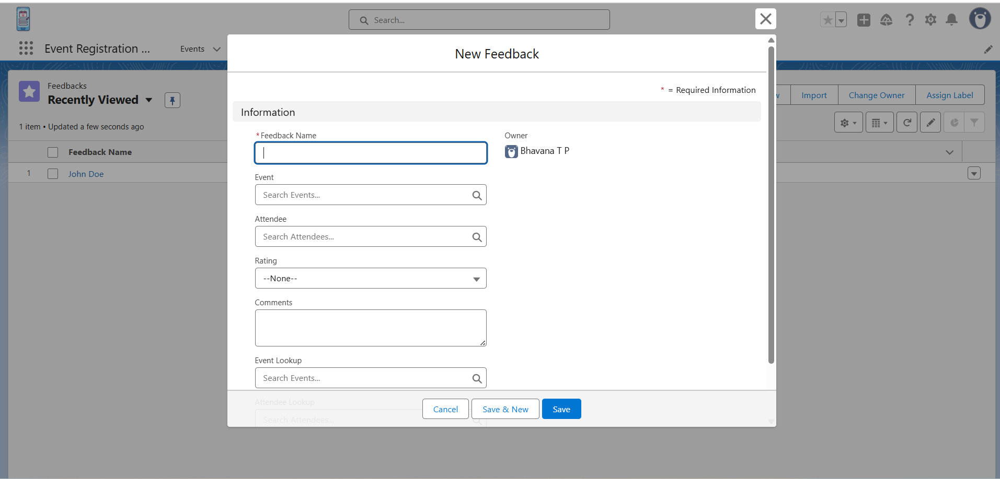 Search...
Event Registration ...
Events
Feedbacks
Recently Viewed
1 item • Updated a few seconds ago
Import
Change Owner
Assign Label
Feedback Name
1
John Doe
New Feedback
* = Required Information
Information
*Feedback Name
Owner
Bhavana T P
Event
Search Events...
Attendee
Search Attendees...
Rating
--None--
Comments
Event Lookup
Search Events...
Attendee Lookup
Search Attendees...
Cancel
Save & New
Save